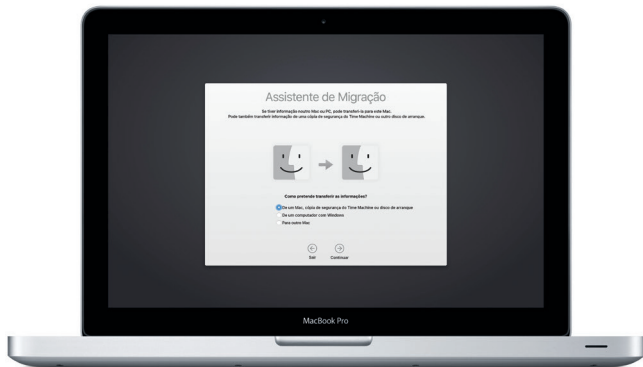 Assistente de Migração
Se tiver informação noutro Mac ou PC, pode transferi-la para este Mac.
Pode também transferir informação de uma cópia de segurança do Time Machine ou outro disco de arranque.
Como pretende transferir as informações?
De um Mac, cópia de segurança do Time Machine ou disco de arranque
De um computador com Windows
Para outro Mac
Sair Continuar
MacBook Pro